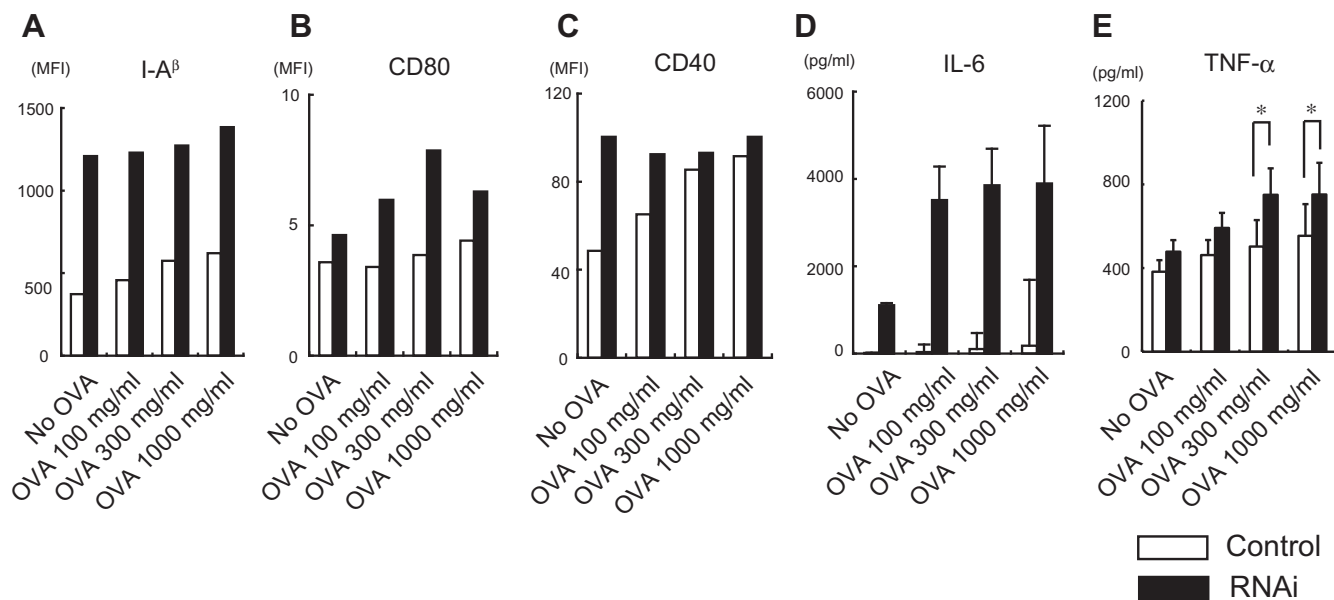 A B C D E
(MFI) I-Aβ (MFI) CD80 (MFI) CD40 (pg/ml) IL-6 (pg/ml) TNF-α
1500
1000
500
0
No OVA
OVA 100 mg/ml
OVA 300 mg/ml
OVA 1000 mg/ml
10
5
0
No OVA
OVA 100 mg/ml
OVA 300 mg/ml
OVA 1000 mg/ml
120
80
40
0
No OVA
OVA 100 mg/ml
OVA 300 mg/ml
OVA 1000 mg/ml
6000
4000
2000
0
No OVA
OVA 100 mg/ml
OVA 300 mg/ml
OVA 1000 mg/ml
1200
800
400
0
* *
No OVA
OVA 100 mg/ml
OVA 300 mg/ml
OVA 1000 mg/ml
Control
RNAi